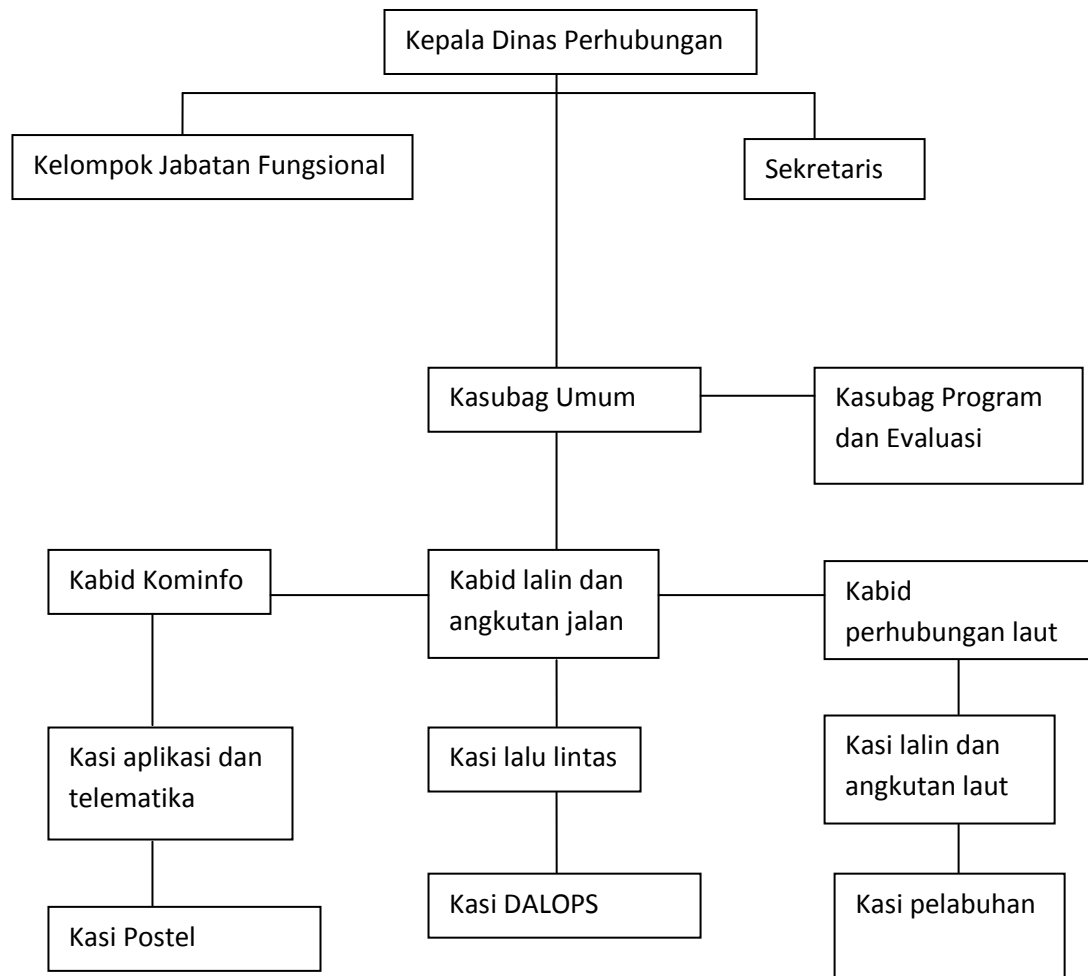 Kepala Dinas Perhubungan
Kelompok Jabatan Fungsional
Sekretaris
Kasubag Umum
Kasubag Program
dan Evaluasi
Kabid Kominfo
Kabid lalin dan
angkutan jalan
Kabid
perhubungan laut
Kasi aplikasi dan
telematika
Kasi lalu lintas
Kasi lalin dan
angkutan laut
Kasi Postel
Kasi DALOPS
Kasi pelabuhan